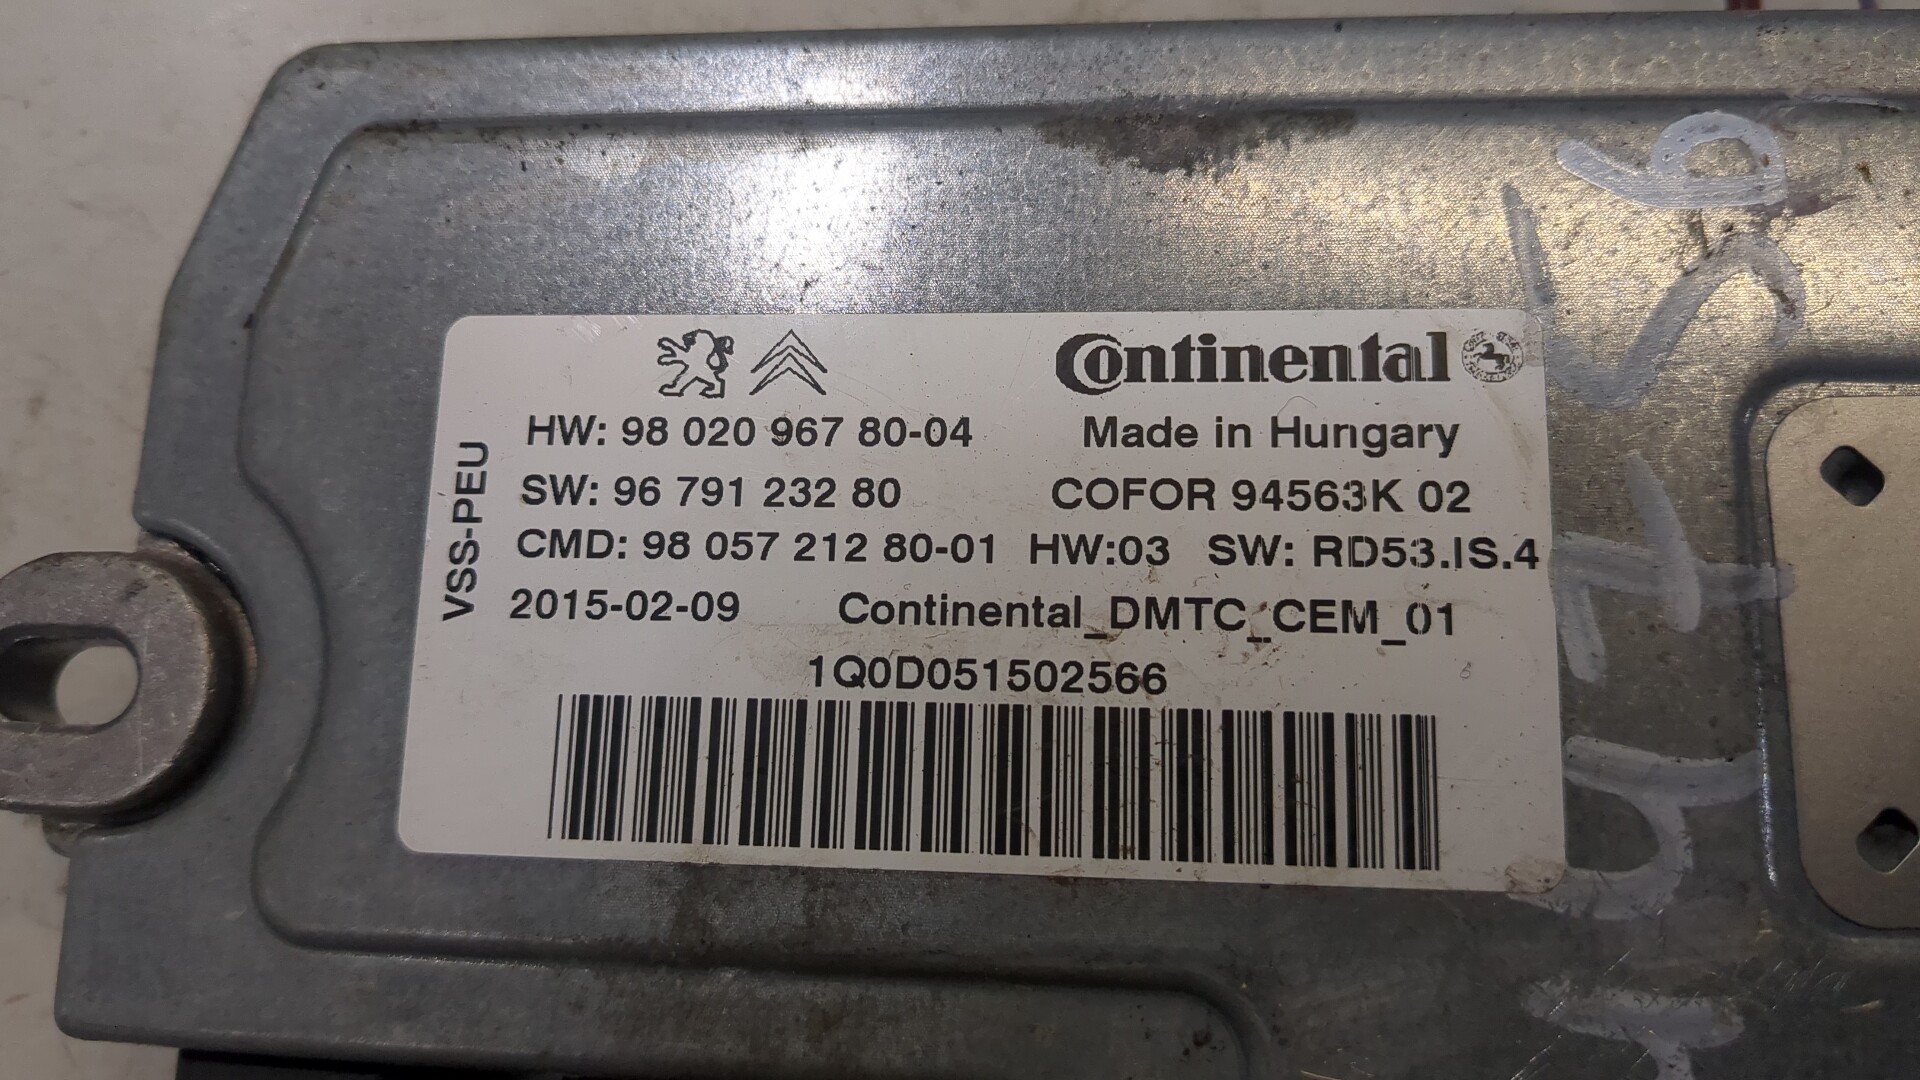 Continental
HW: 98 020 967 80-04 Made in Hungary
SW: 96 791 232 80 COFOR 94563K 02
CMD: 98 057 212 80-01 HW:03 SW: RD53.IS.4
2015-02-09 Continental_DMTC_CEM_01
1Q0D051502566
VSS-PEU